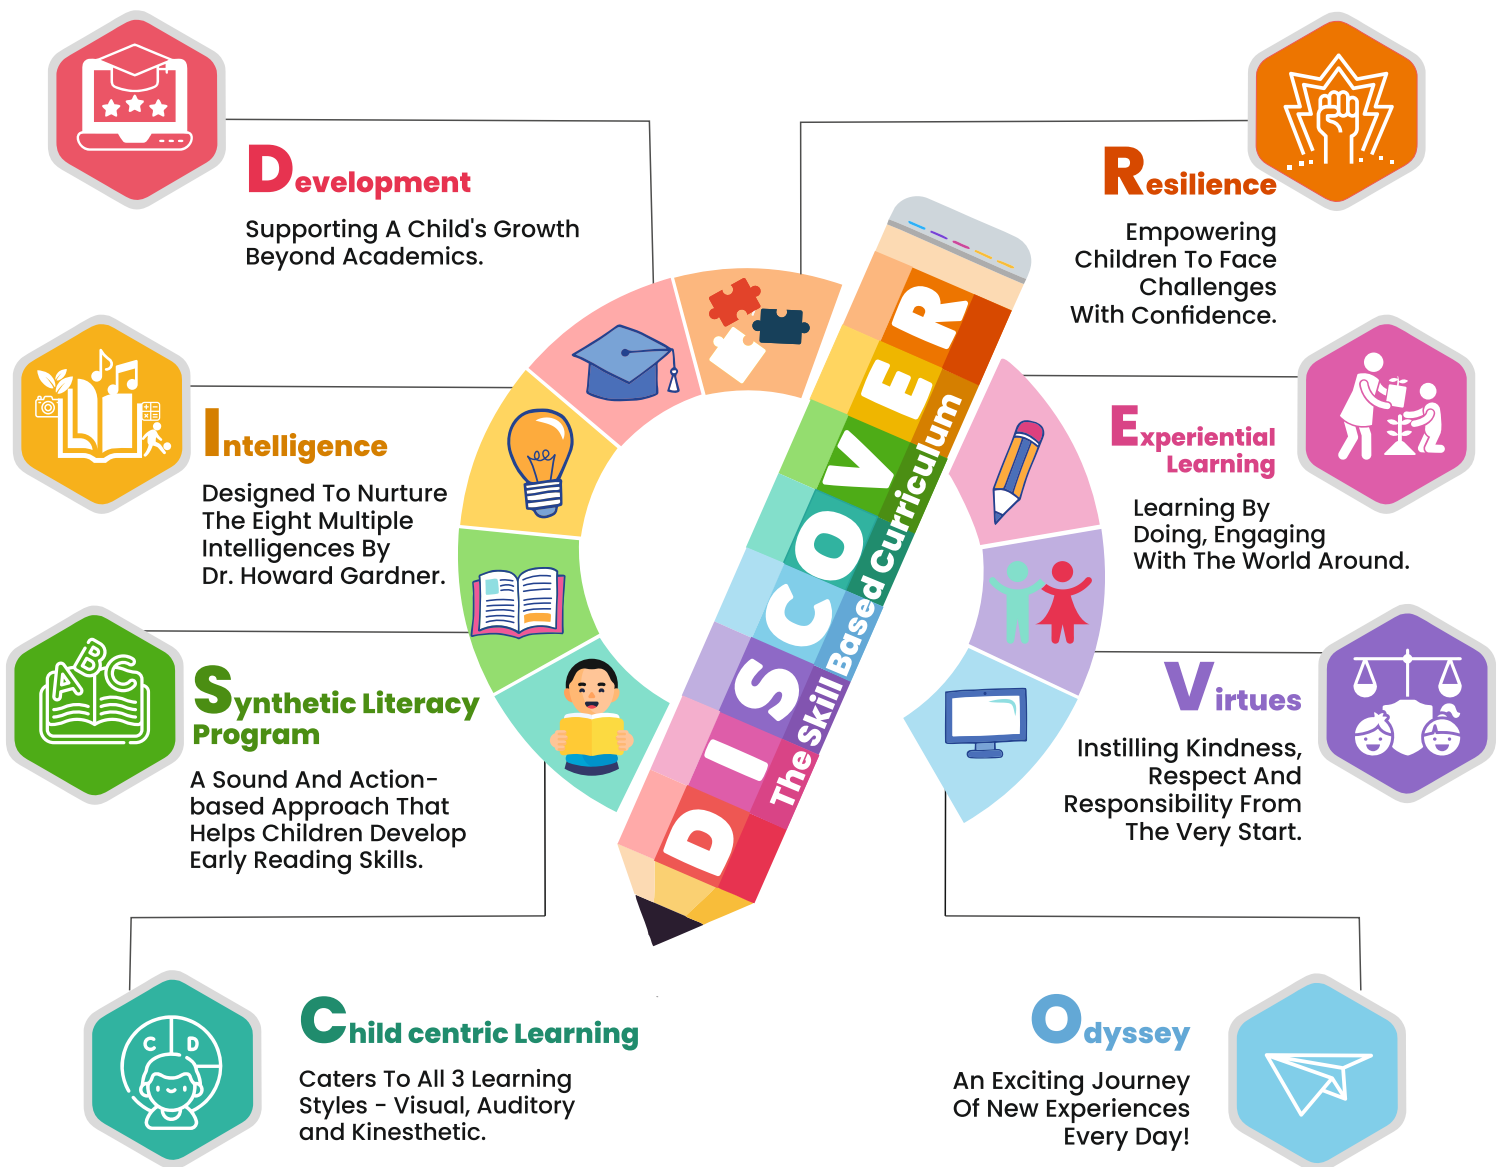 Development
Supporting A Child's Growth
Beyond Academics.
Intelligence
Designed To Nurture
The Eight Multiple
Intelligences By
Dr. Howard Gardner.
Synthetic Literacy
Program
A Sound And Action-
based Approach That
Helps Children Develop
Early Reading Skills.
A B C
C D
Child centric Learning
Caters To All 3 Learning
Styles - Visual, Auditory
and Kinesthetic.
DISCOVER
The Skill Based Curriculum
Resilience
Empowering
Children To Face
Challenges
With Confidence.
Experiential
Learning
Learning By
Doing, Engaging
With The World Around.
Virtues
Instilling Kindness,
Respect And
Responsibility From
The Very Start.
Odyssey
An Exciting Journey
Of New Experiences
Every Day!